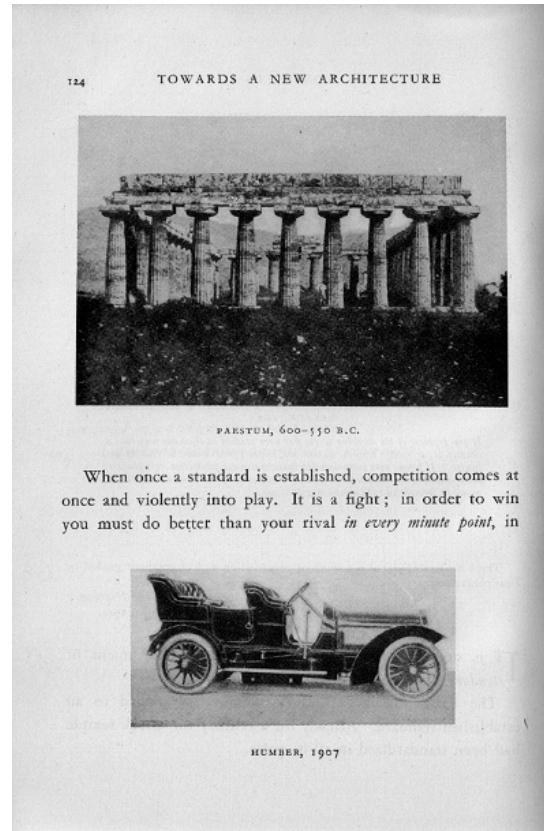 124 TOWARDS A NEW ARCHITECTURE
PAESTUM, 600–550 B.C.
When once a standard is established, competition comes at
once and violently into play. It is a fight ; in order to win
you must do better than your rival in every minute point, in
HUMBER, 1907